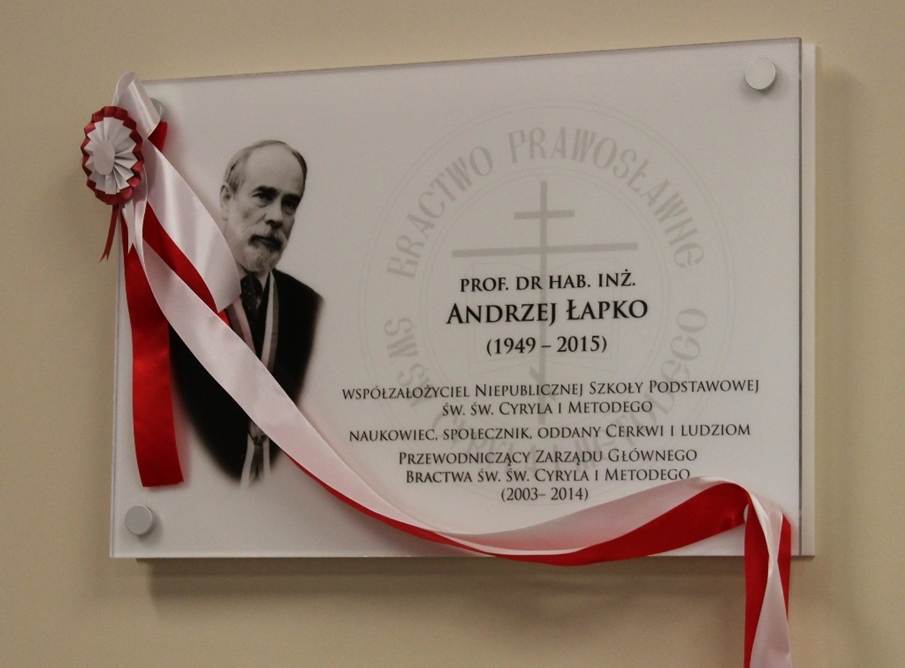 BRACTWO PRAWOSŁAWNE
PROF. DR HAB. INŻ.
ANDRZEJ ŁAPKO
(1949 – 2015)
WSPÓŁZAŁOŻYCIEL NIEPUBLICZNEJ SZKOŁY PODSTAWOWEJ
ŚW. ŚW. CYRYLA I METODEGO
NAUKOWIEC, SPOŁECZNIK, ODDANY CERKWI I LUDZIOM
PRZEWODNICZĄCY ZARZĄDU GŁÓWNEGO
BRACTWA ŚW. ŚW. CYRYLA I METODEGO
(2003– 2014)